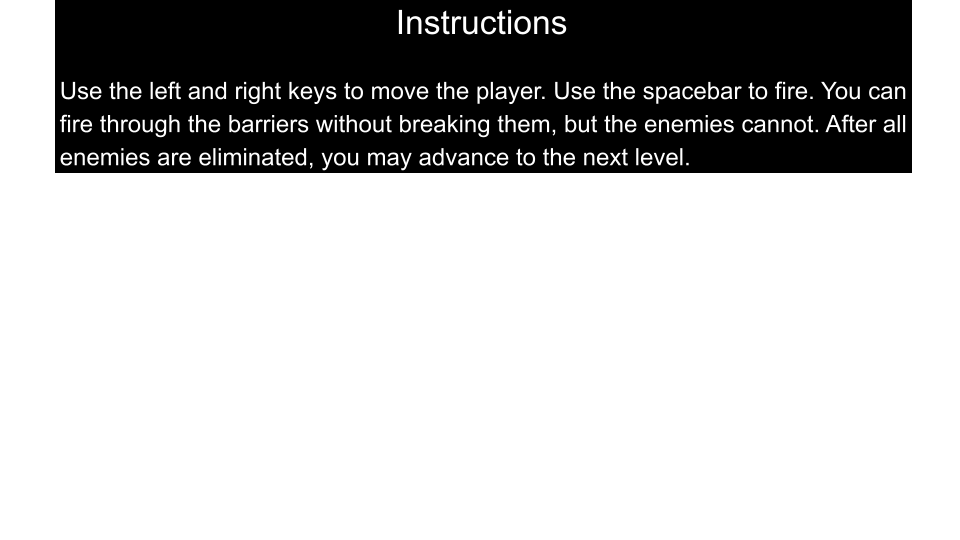 Instructions
Use the left and right keys to move the player. Use the spacebar to fire. You can
fire through the barriers without breaking them, but the enemies cannot. After all
enemies are eliminated, you may advance to the next level.